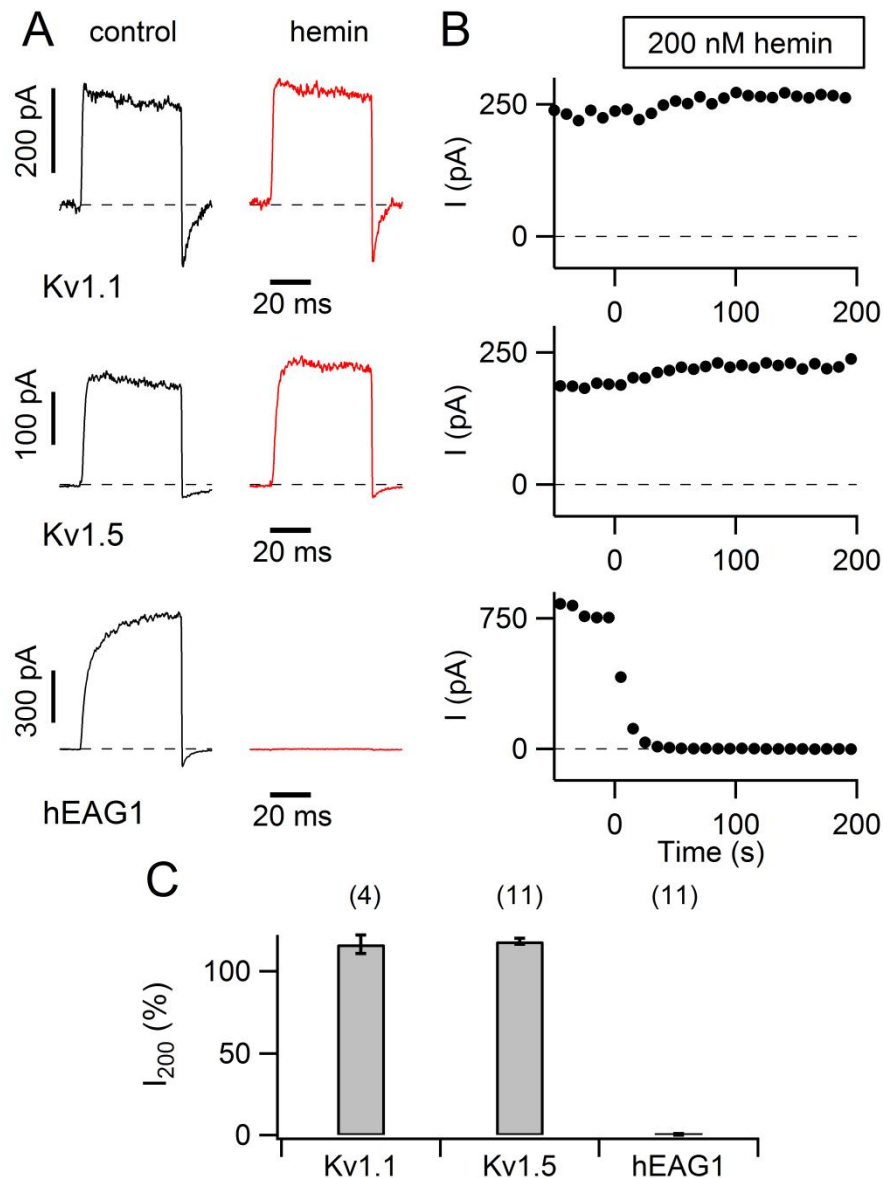 A
control
hemin
200 pA
Kv1.1
20 ms
100 pA
Kv1.5
20 ms
300 pA
hEAG1
20 ms
B
200 nM hemin
I (pA)
250
0
0
100
200
I (pA)
250
0
0
100
200
I (pA)
750
0
0
100
200
Time (s)
C
(4)
(11)
(11)
I200 (%)
100
50
0
Kv1.1
Kv1.5
hEAG1